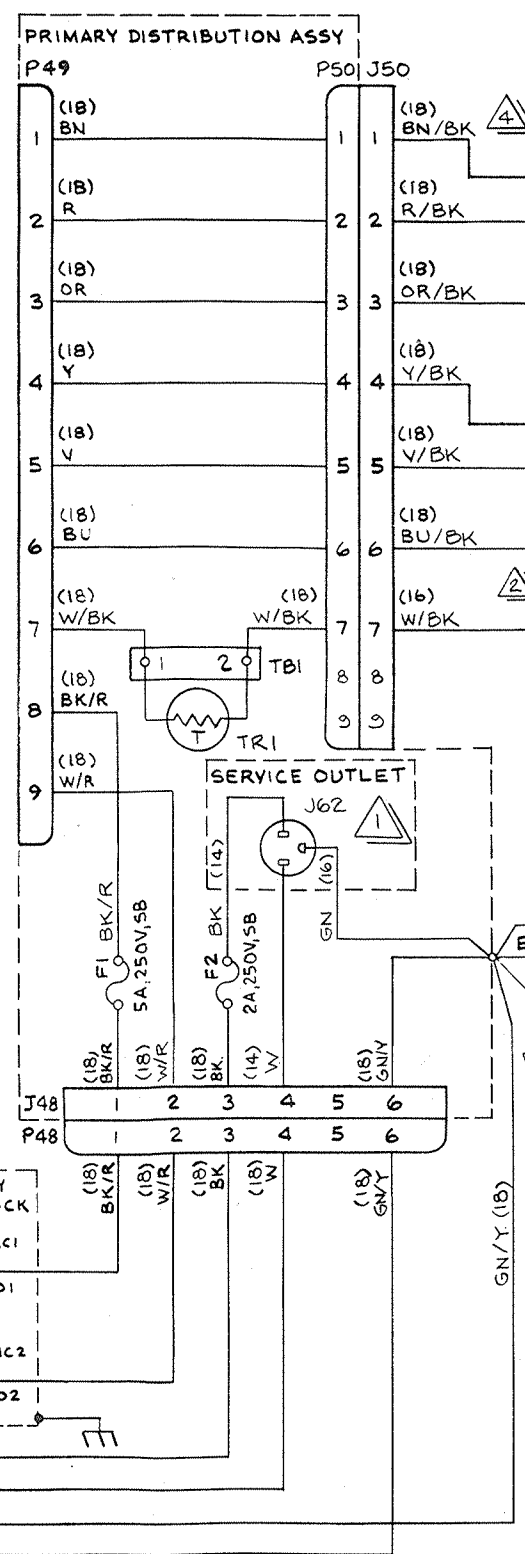 PRIMARY DISTRIBUTION ASSY
P49
P50 J50
(18)
BN
1
1 1
(18)
BN/BK
4
(18)
R
2
2 2
(18)
R/BK
(18)
OR
3
3 3
(18)
OR/BK
(18)
Y
4
4 4
(18)
Y/BK
(18)
V
5
5 5
(18)
V/BK
(18)
BU
6
6 6
(18)
BU/BK
(18)
W/BK
7
(18)
W/BK
7 7
(16)
W/BK
2
1 2 TB1
8 8
(18)
BK/R
8
T
TR1
9 9
(18)
W/R
9
SERVICE OUTLET
J62
1
(14)
(16)
BK/R
F1
5A, 250V, SB
BK
F2
2A, 250V, SB
GN
E
(18)
BK/R
(18)
W/R
(18)
BK
(14)
W
(18)
GN/Y
J48
1 2 3 4 5 6
P48
1 2 3 4 5 6
(18)
BK/R
(18)
W/R
(18)
BK
(18)
W
(18)
GN/Y
GN/Y (18)
Y
CK
C1
D1
C2
D2